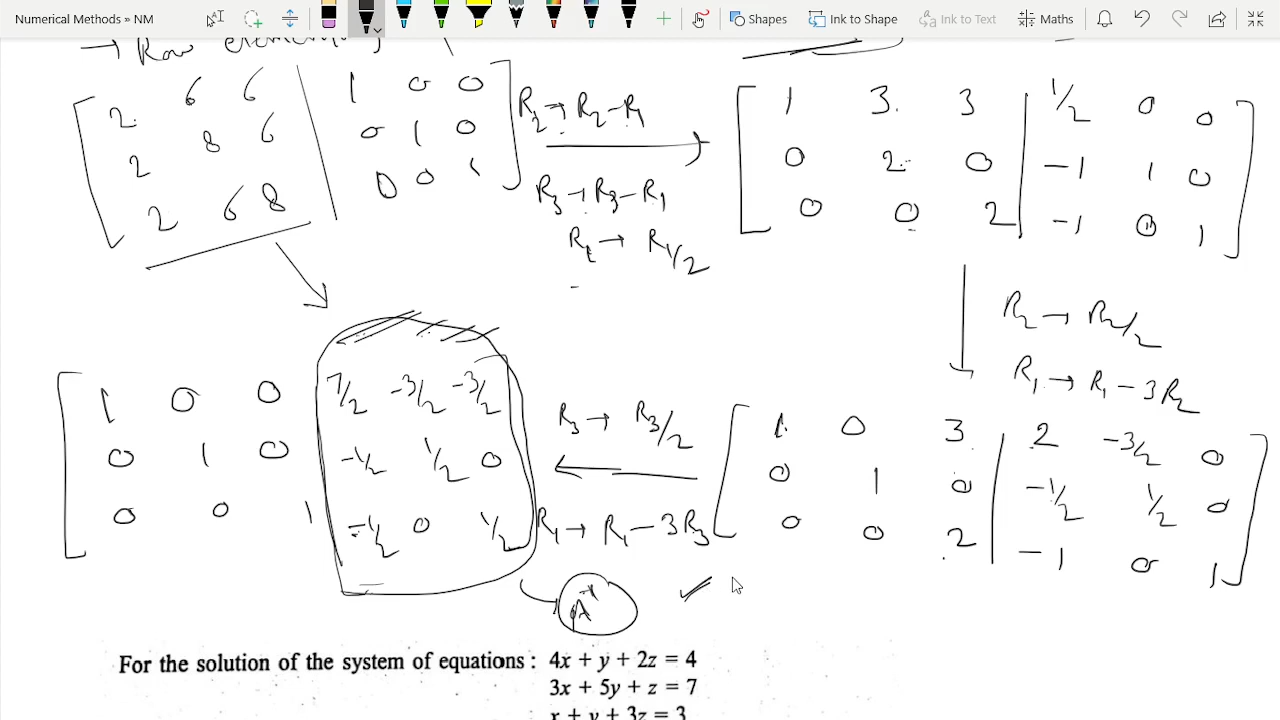 Numerical Methods » NM
Shapes Ink to Shape Ink to Text Maths
→ Row
2 6 6 | 1 0 0
2 8 6 | 0 1 0
2 6 8 | 0 0 1
R2 → R2 - R1
R3 → R3 - R1
R1 → R1/2
1 3 3 | 1/2 0 0
0 2 0 | -1 1 0
0 0 2 | -1 0 1
R2 → R2/2
R1 → R1 - 3R2
1 0 3 | 2 -3/2 0
0 1 0 | -1/2 1/2 0
0 0 2 | -1 0 1
R3 → R3/2
R1 → R1 - 3R3
1 0 0 7/2 -3/2 -3/2
0 1 0 -1/2 1/2 0
0 0 1 -1/2 0 1/2
A⁻¹
For the solution of the system of equations : 4x + y + 2z = 4
3x + 5y + z = 7
x + y + 3z = 3